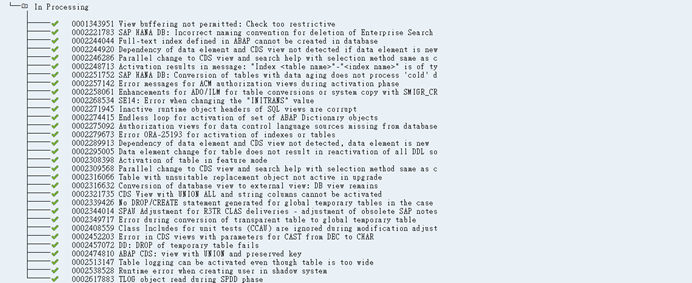 In Processing
0001343951 View buffering not permitted: Check too restrictive
0002221783 SAP HANA DB: Incorrect naming convention for deletion of Enterprise Search
0002244044 Full-text index defined in ABAP cannot be created in database
0002244920 Dependency of data element and CDS view not detected if data element is new
0002246286 Parallel change to CDS view and search help with selection method same as c
0002248713 Activation results in message: "Index <table name>"-"<index name>" is of ty
0002251752 SAP HANA DB: Conversion of tables with data aging does not process 'cold' d
0002257142 Error messages for ACM authorization views during activation phase
0002258061 Enhancements for ADO/ILM for table conversions or system copy with SMIGR_CR
0002268534 SE14: Error when changing the "INITRANS" value
0002271945 Inactive runtime object headers of SQL views are corrupt
0002274415 Endless loop for activation of set of ABAP Dictionary objects
0002275092 Authorization views for data control language sources missing from database
0002279673 Error ORA-25193 for activation of indexes or tables
0002289913 Dependency of data element and CDS view not detected, data element is new
0002295005 Data element change for table does not result in reactivation of all DDL so
0002308398 Activation of table in feature mode
0002309568 Parallel change to CDS view and search help with selection method same as c
0002316066 Table with unsuitable replacement object not active in upgrade
0002316632 Conversion of database view to external view: DB view remains
0002321735 CDS View with UNION ALL and string columns cannot be activated
0002339426 No DROP/CREATE statement generated for global temporary tables in the case
0002344014 SPAU Adjustment for R3TR CLAS deliveries - adjustment of obsolete SAP notes
0002349717 Error during conversion of transparent table to global temporary table
0002408559 Class Includes for unit tests (CCAU) are ignored during modification adjust
0002452203 Error in CDS views with parameters for CAST from DEC to CHAR
0002457072 DD: DROP of temporary table fails
0002474810 ABAP CDS: view with UNION and preserved key
0002513147 Table logging can be activated even though table is too wide
0002538528 Runtime error when creating user in shadow system
0002617883 TLOG object read during SPDD phase